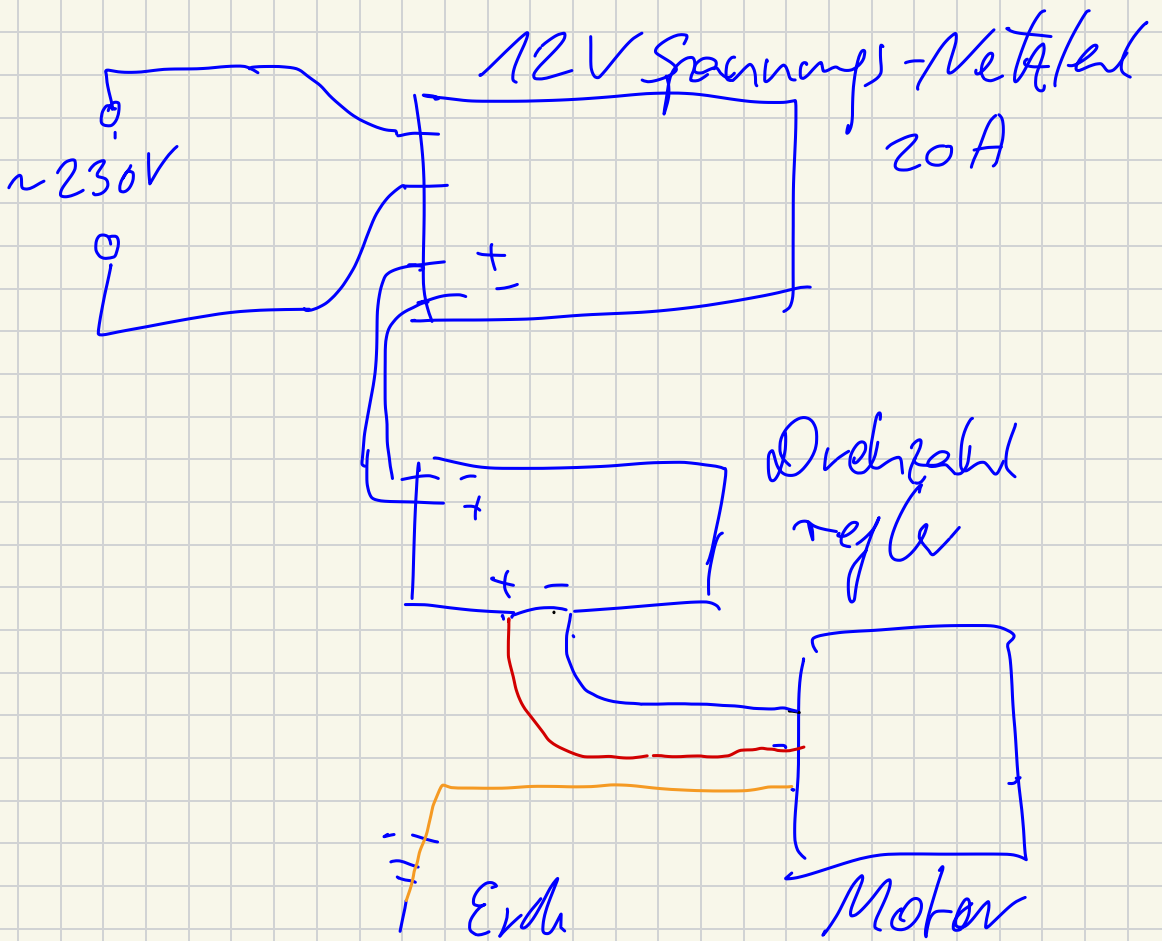 12V Spannungs-Netzteil
20A
~230V
+
-
Drehzahl
regler
-
+
+ -
Erde
Motor